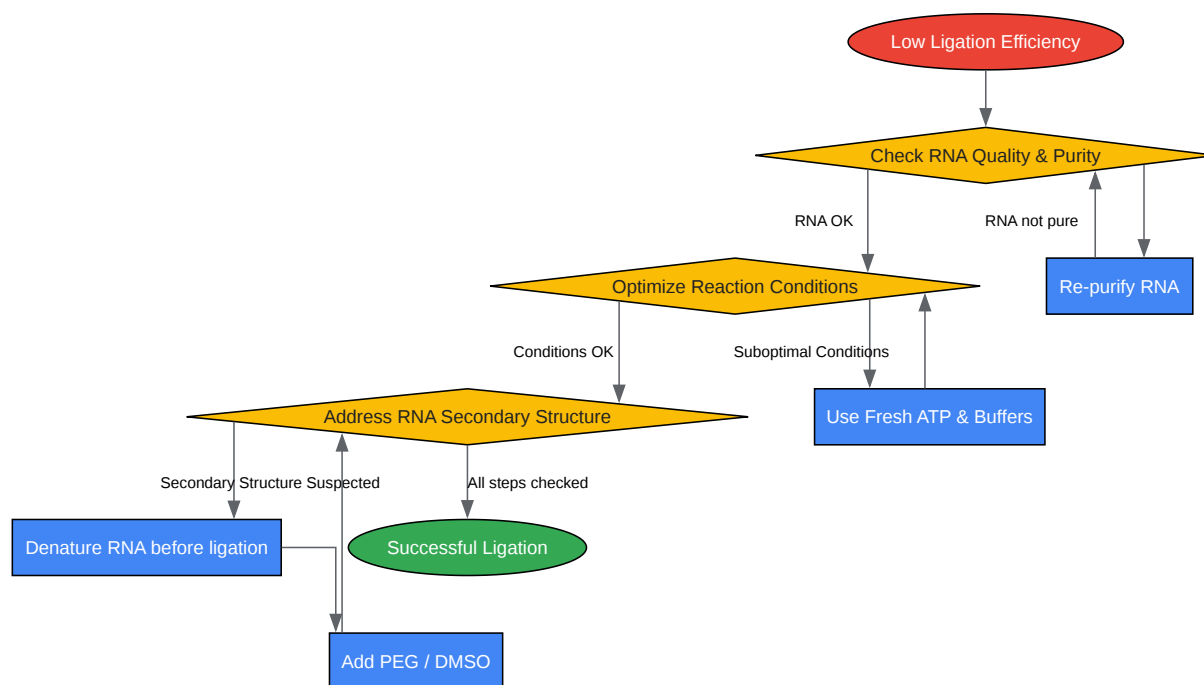 Low Ligation Efficiency
Check RNA Quality & Purity
RNA OK
RNA not pure
Optimize Reaction Conditions
Re-purify RNA
Conditions OK
Suboptimal Conditions
Address RNA Secondary Structure
Use Fresh ATP & Buffers
Secondary Structure Suspected
All steps checked
Denature RNA before ligation
Successful Ligation
Add PEG / DMSO